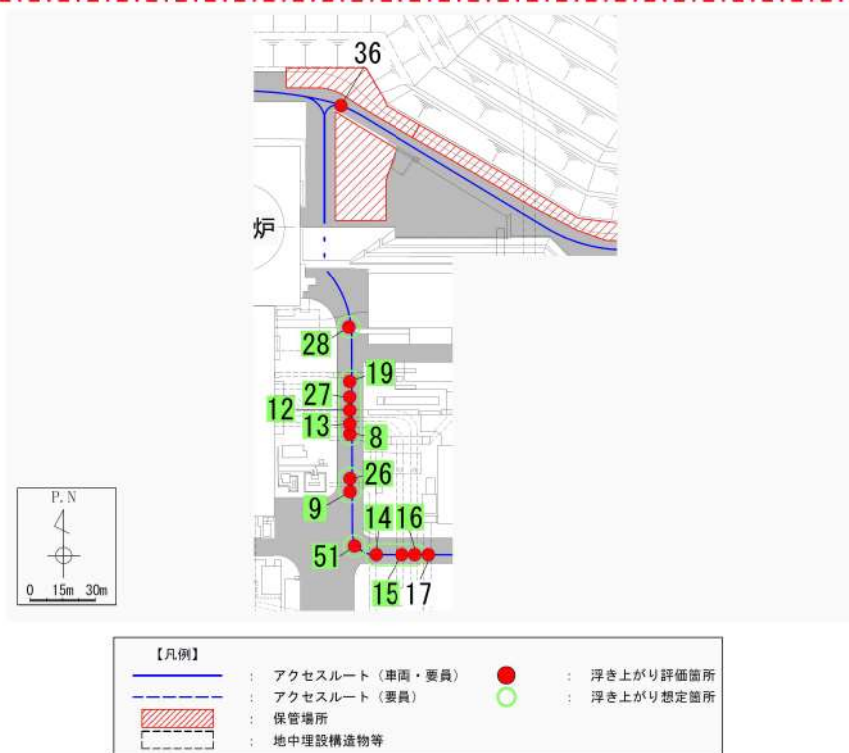 36
炉
28
19
27
12
13
8
26
9
14
16
51
15
17
P.N
0 15m 30m
【凡例】
: アクセスルート（車両・要員）
: 浮き上がり評価箇所
: アクセスルート（要員）
: 浮き上がり想定箇所
: 保管場所
: 地中埋設構造物等